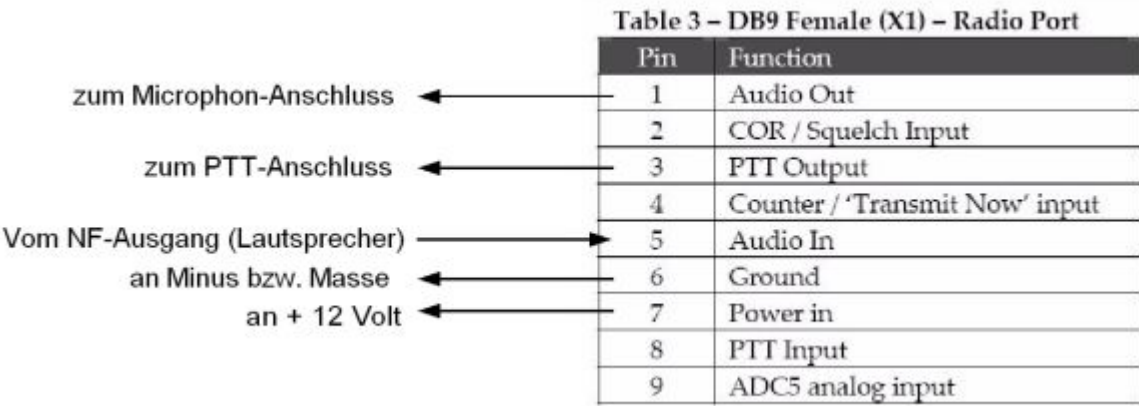 Table 3 – DB9 Female (X1) – Radio Port
Pin Function
zum Microphon-Anschluss 1 Audio Out
2 COR / Squelch Input
zum PTT-Anschluss 3 PTT Output
4 Counter / 'Transmit Now' input
Vom NF-Ausgang (Lautsprecher) 5 Audio In
an Minus bzw. Masse 6 Ground
an + 12 Volt 7 Power in
8 PTT Input
9 ADC5 analog input